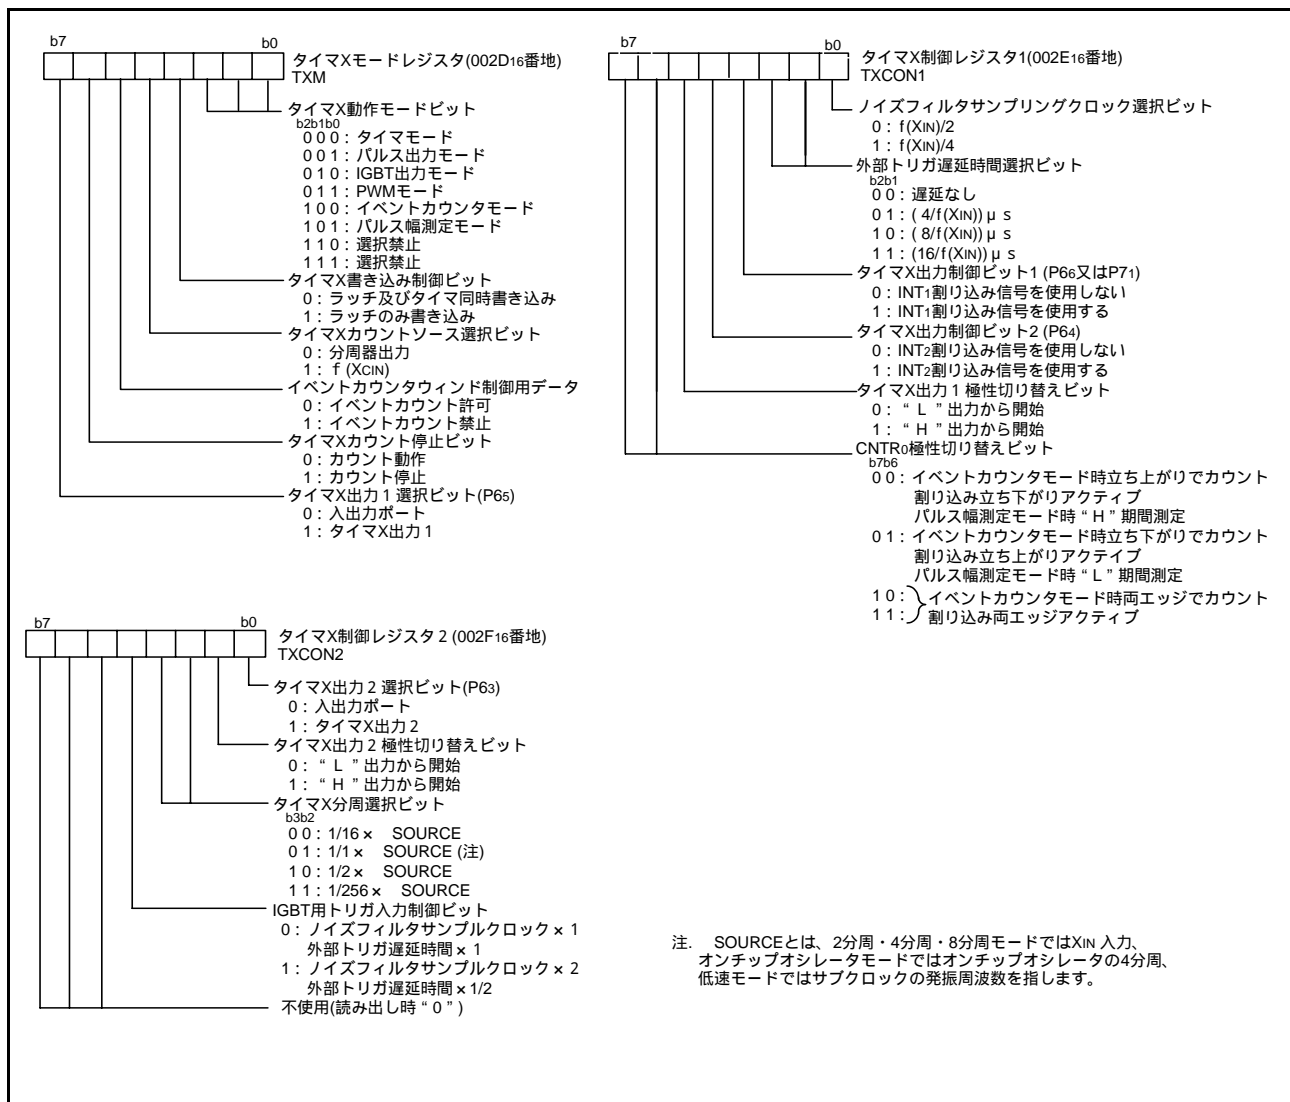 b7 b0
タイマXモードレジスタ(002D16番地)
TXM
タイマX動作モードビット
b2b1b0
0 0 0 : タイマモード
0 0 1 : パルス出力モード
0 1 0 : IGBT出力モード
0 1 1 : PWMモード
1 0 0 : イベントカウンタモード
1 0 1 : パルス幅測定モード
1 1 0 : 選択禁止
1 1 1 : 選択禁止
タイマX書き込み制御ビット
0 : ラッチ及びタイマ同時書き込み
1 : ラッチのみ書き込み
タイマXカウントソース選択ビット
0 : 分周器出力
1 : f (XCIN)
イベントカウンタウィンド制御用データ
0 : イベントカウント許可
1 : イベントカウント禁止
タイマXカウント停止ビット
0 : カウント動作
1 : カウント停止
タイマX出力1 選択ビット(P65)
0 : 入出力ポート
1 : タイマX出力1
b7 b0
タイマX制御レジスタ1(002E16番地)
TXCON1
ノイズフィルタサンプリングクロック選択ビット
0 : f(XIN)/2
1 : f(XIN)/4
外部トリガ遅延時間選択ビット
b2b1
0 0 : 遅延なし
0 1 : ( 4/f(XIN)) μ s
1 0 : ( 8/f(XIN)) μ s
1 1 : (16/f(XIN)) μ s
タイマX出力制御ビット1 (P66又はP71)
0 : INT1割り込み信号を使用しない
1 : INT1割り込み信号を使用する
タイマX出力制御ビット2 (P64)
0 : INT2割り込み信号を使用しない
1 : INT2割り込み信号を使用する
タイマX出力1 極性切り替えビット
0 : “ L ” 出力から開始
1 : “ H ” 出力から開始
CNTR0極性切り替えビット
b7b6
0 0 : イベントカウンタモード時立ち上がりでカウント
割り込み立ち下がりアクティブ
パルス幅測定モード時 “ H ” 期間測定
0 1 : イベントカウンタモード時立ち下がりでカウント
割り込み立ち上がりアクテイブ
パルス幅測定モード時 “ L ” 期間測定
1 0 : イベントカウンタモード時両エッジでカウント
1 1 : 割り込み両エッジアクティブ
b7 b0
タイマX制御レジスタ 2 (002F16番地)
TXCON2
タイマX出力2 選択ビット(P63)
0 : 入出力ポート
1 : タイマX出力2
タイマX出力2 極性切り替えビット
0 : “ L ” 出力から開始
1 : “ H ” 出力から開始
タイマX分周選択ビット
b3b2
0 0 : 1/16 × SOURCE
0 1 : 1/1 × SOURCE (注)
1 0 : 1/2 × SOURCE
1 1 : 1/256 × SOURCE
IGBT用トリガ入力制御ビット
0 : ノイズフィルタサンプルクロック × 1
外部トリガ遅延時間 × 1
1 : ノイズフィルタサンプルクロック × 2
外部トリガ遅延時間 × 1/2
不使用(読み出し時 “ 0 ” )
注. SOURCEとは、2分周・4分周・8分周モードではXIN 入力、
オンチップオシレータモードではオンチップオシレータの4分周、
低速モードではサブクロックの発振周波数を指します。